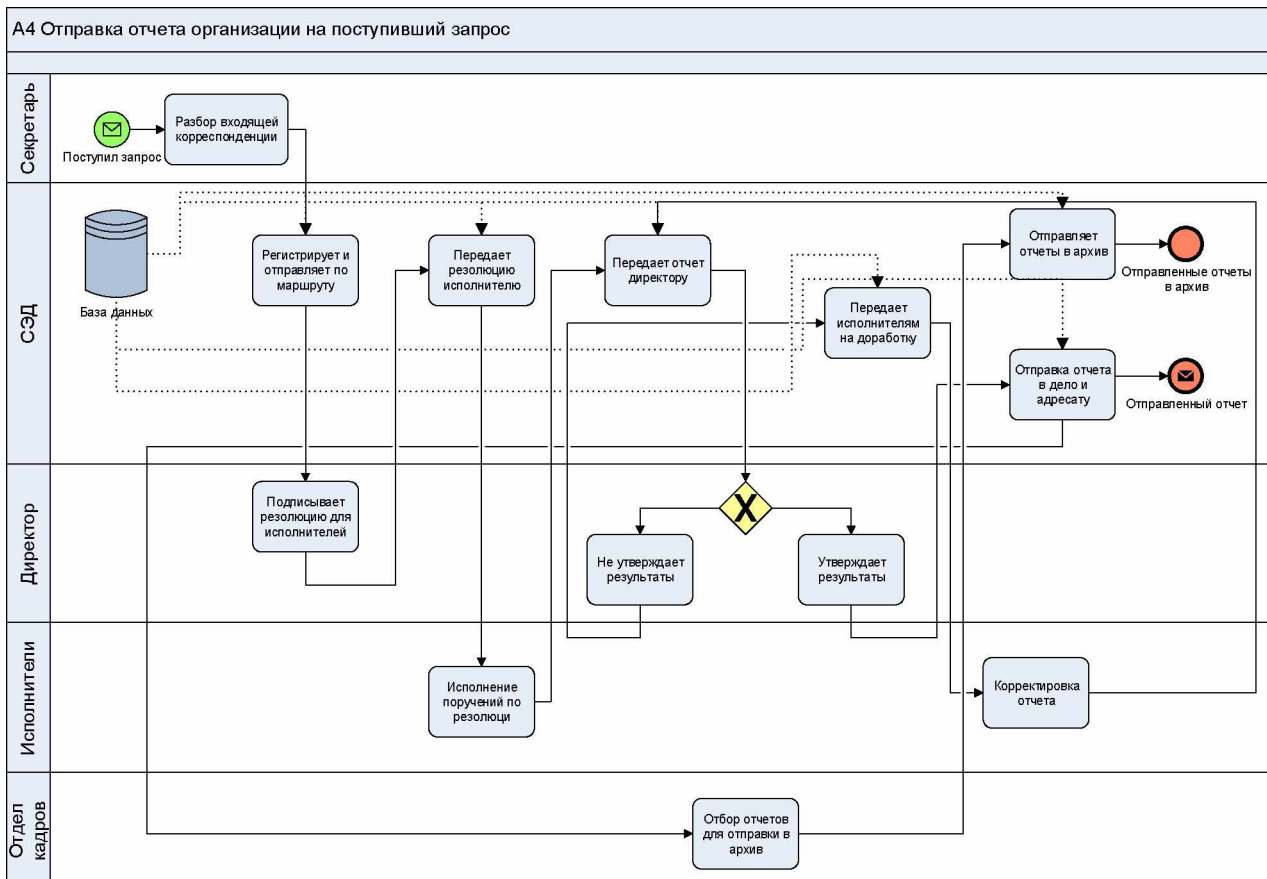 А4 Отправка отчета организации на поступивший запрос
Секретарь
Поступил запрос
Разбор входящей
корреспонденции
СЭД
База данных
Регистрирует и
отправляет по
маршруту
Передает
резолюцию
исполнителю
Передает отчет
директору
Передает
исполнителям
на доработку
Отправляет
отчеты в архив
Отправленные отчеты
в архив
Отправка отчета
в дело и
адресату
Отправленный отчет
Директор
Подписывает
резолюцию для
исполнителей
X
Не утверждает
результаты
Утверждает
результаты
Исполнители
Исполнение
поручений по
резолюци
Корректировка
отчета
Отдел
кадров
Отбор отчетов
для отправки в
архив